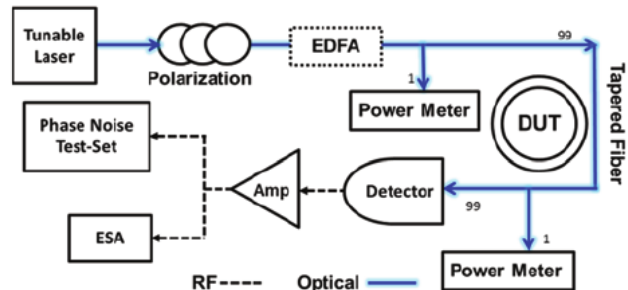 Tunable
Laser
Polarization
EDFA
99
1
Power Meter
Tapered Fiber
DUT
Phase Noise
Test-Set
Amp
Detector
99
ESA
1
Power Meter
RF
Optical